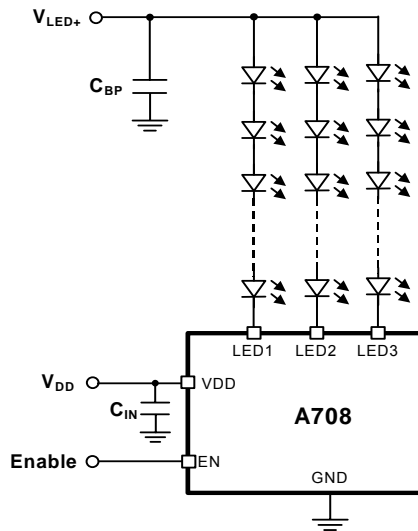 VLED+
CBP
LED1 LED2 LED3
VDD
VDD
CIN
A708
Enable
EN
GND